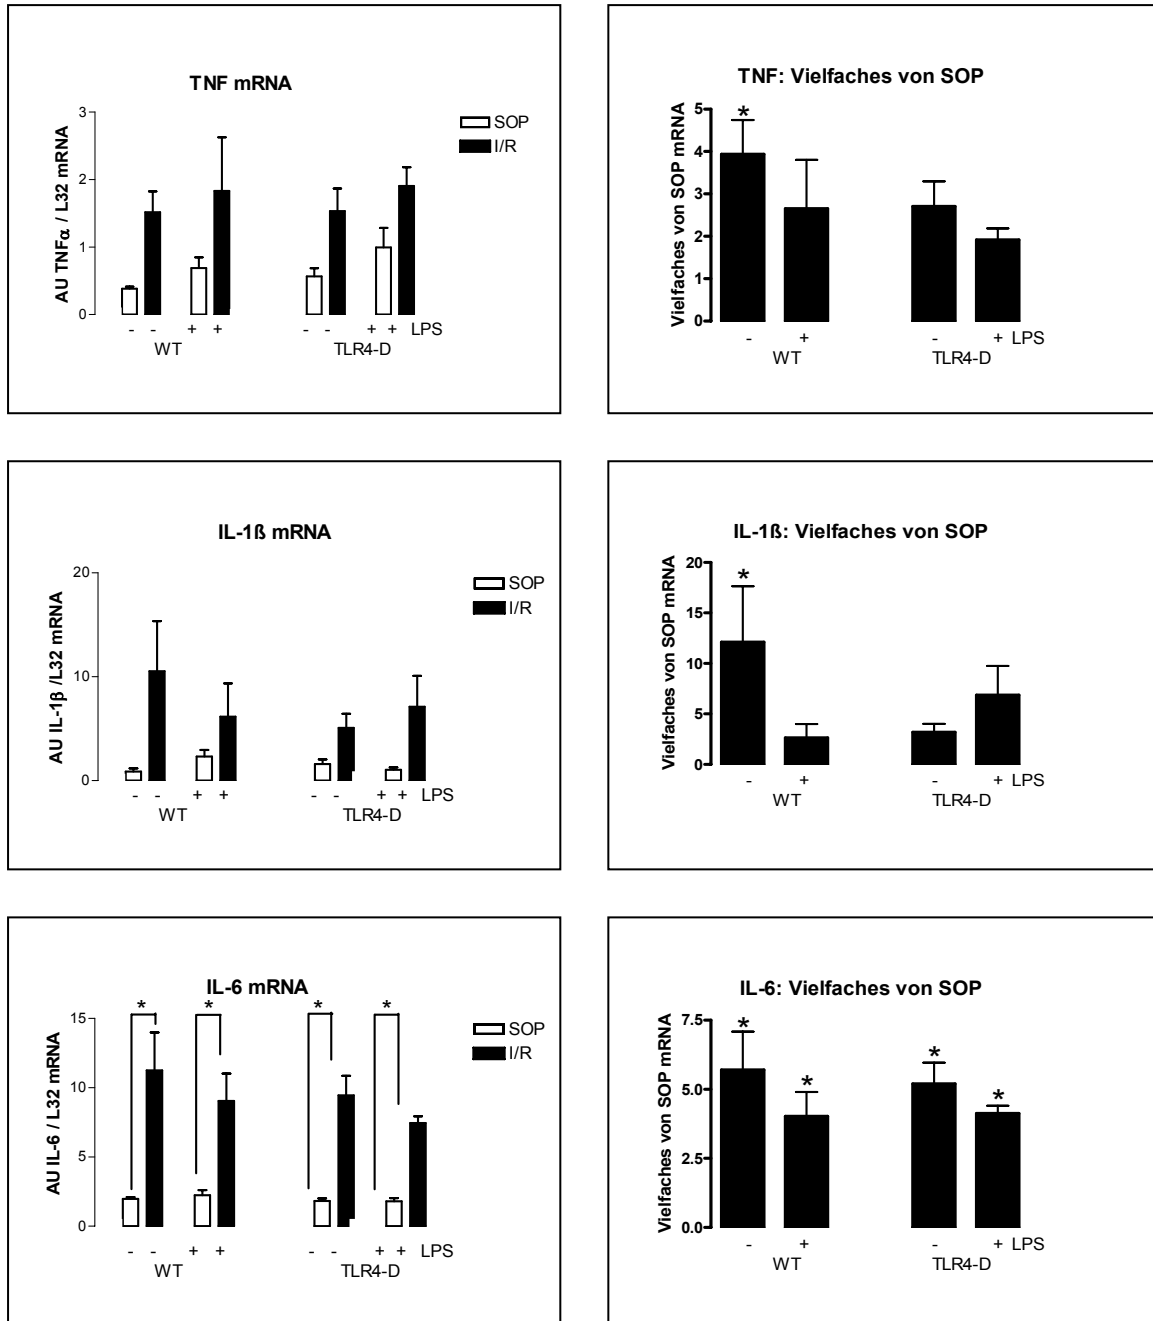 TNF mRNA
AU TNFα / L32 mRNA
3
2
1
0
SOP
I/R
- - + + - - + + LPS
WT TLR4-D
TNF: Vielfaches von SOP
Vielfaches von SOP mRNA
5
4
3
2
1
0
*
- + - + LPS
WT TLR4-D
IL-1ß mRNA
AU IL-1β /L32 mRNA
20
10
0
SOP
I/R
- - + + - - + + LPS
WT TLR4-D
IL-1ß: Vielfaches von SOP
Vielfaches von SOP mRNA
20
15
10
5
0
*
- + - + LPS
WT TLR4-D
IL-6 mRNA
AU IL-6 / L32 mRNA
15
10
5
0
* * * *
SOP
I/R
- - + + - - + + LPS
WT TLR4-D
IL-6: Vielfaches von SOP
Vielfaches von SOP mRNA
7.5
5.0
2.5
0.0
* * * *
- + - + LPS
WT TLR4-D